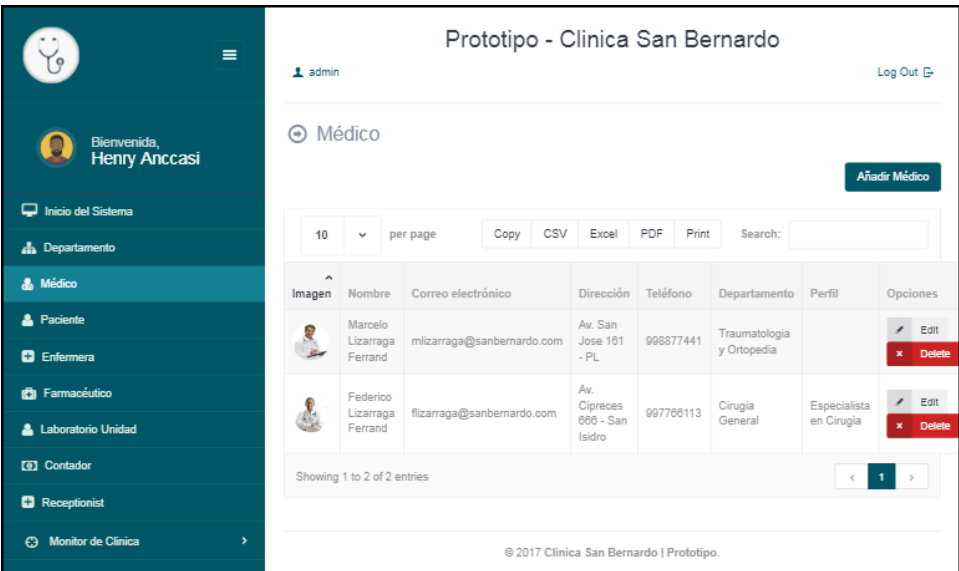 Prototipo - Clinica San Bernardo
admin
Log Out
Bienvenida,
Henry Anccasi
Inicio del Sistema
Departamento
Médico
Paciente
Enfermera
Farmacéutico
Laboratorio Unidad
Contador
Receptionist
Monitor de Clinica
Médico
Añadir Médico
10 per page Copy CSV Excel PDF Print Search:
Imagen Nombre Correo electrónico Dirección Teléfono Departamento Perfil Opciones
Marcelo
Lizarraga
Ferrand
mlizarraga@sanbernardo.com
Av. San
Jose 161
- PL
998877441
Traumatologia
y Ortopedia
Edit
Delete
Federico
Lizarraga
Ferrand
flizarraga@sanbernardo.com
Av.
Cipreces
666 - San
Isidro
997766113
Cirugia
General
Especialista
en Cirugia
Edit
Delete
Showing 1 to 2 of 2 entries
1
© 2017 Clinica San Bernardo | Prototipo.